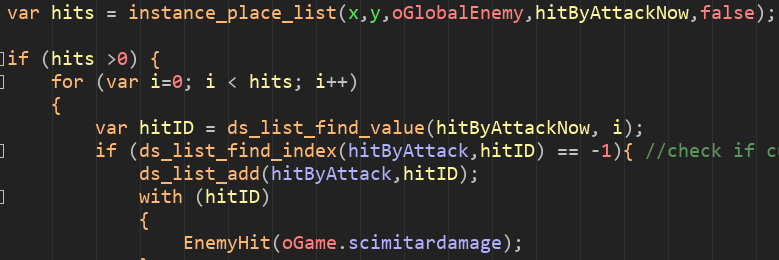 var hits = instance_place_list(x,y,oGlobalEnemy,hitByAttackNow,false);
if (hits >0) {
for (var i=0; i < hits; i++)
{
var hitID = ds_list_find_value(hitByAttackNow, i);
if (ds_list_find_index(hitByAttack,hitID) == -1){ //check if
ds_list_add(hitByAttack,hitID);
with (hitID)
{
EnemyHit(oGame.scimitardamage);